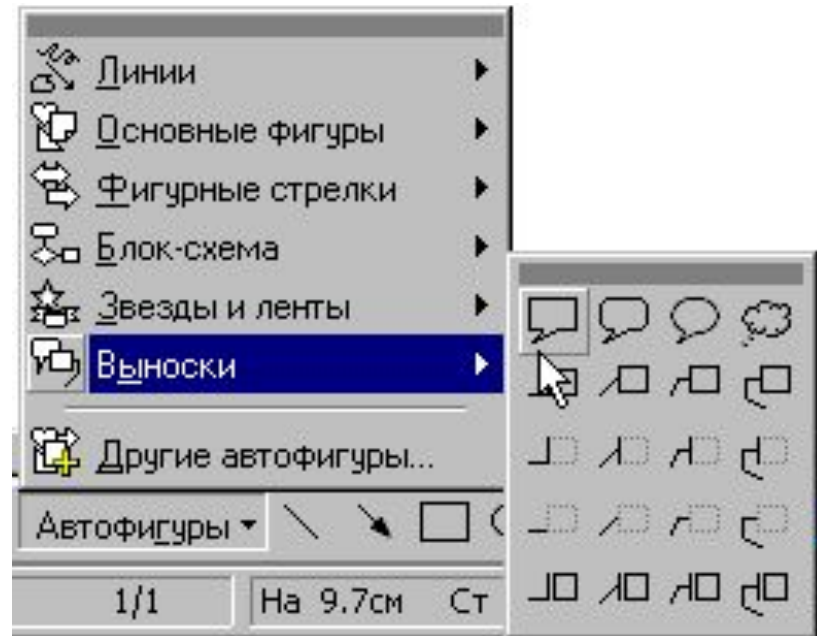 Линии
Основные фигуры
Фигурные стрелки
Блок-схема
Звезды и ленты
Выноски
Другие автофигуры...
Автофигуры
1/1 На 9.7см Ст